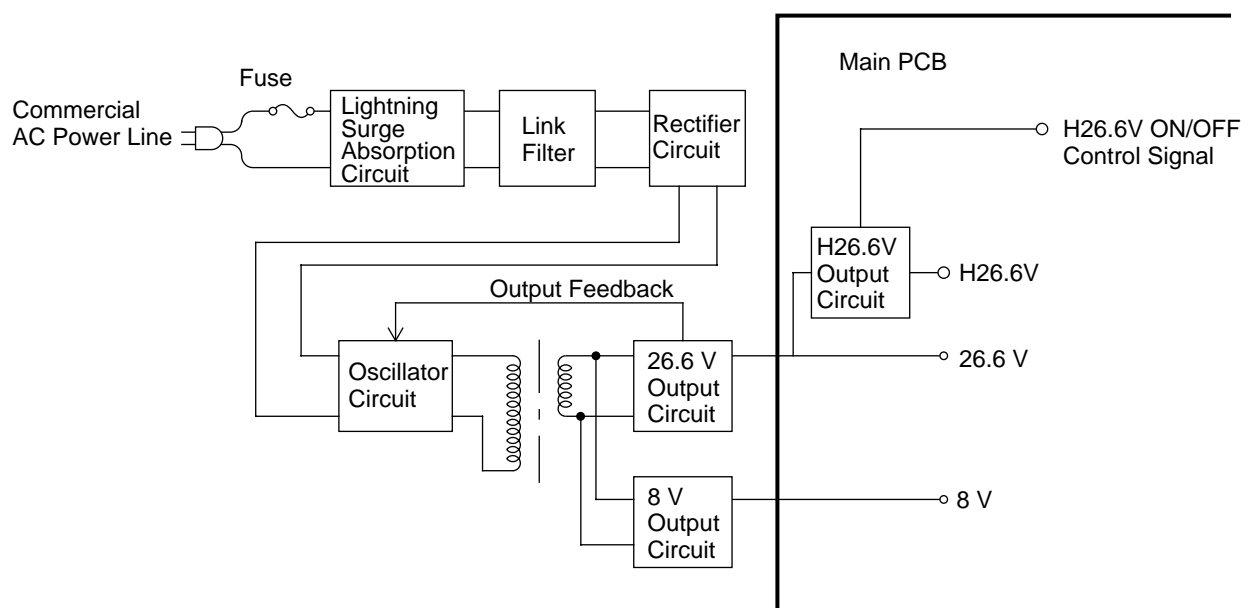 Main PCB
Fuse
Commercial
AC Power Line
Lightning
Surge
Absorption
Circuit
Link
Filter
Rectifier
Circuit
H26.6V ON/OFF
Control Signal
H26.6V
Output
Circuit
H26.6V
Output Feedback
Oscillator
Circuit
26.6 V
Output
Circuit
26.6 V
8 V
Output
Circuit
8 V